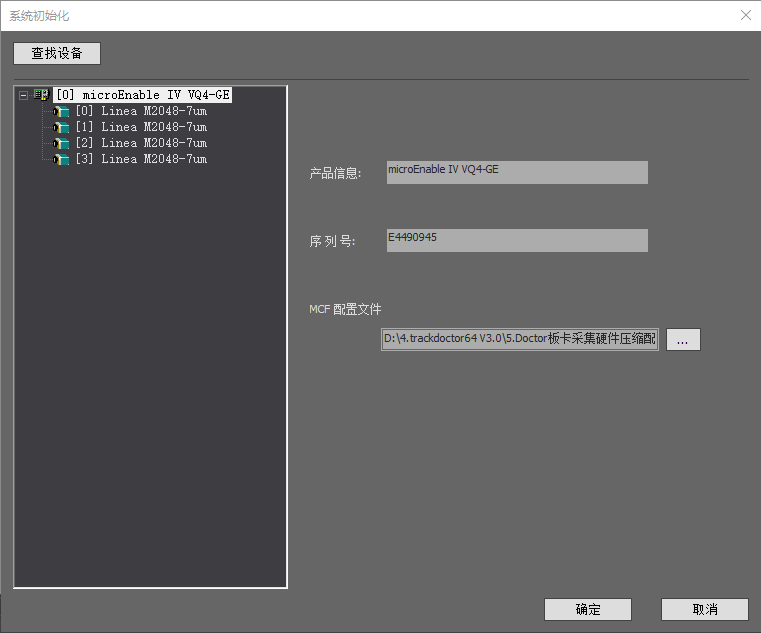 系统初始化
查找设备
[0] microEnable IV VQ4-GE
[0] Linea M2048-7um
[1] Linea M2048-7um
[2] Linea M2048-7um
[3] Linea M2048-7um
产品信息: microEnable IV VQ4-GE
序 列 号: E4490945
MCF 配置文件
D:\4.trackdoctor64 V3.0\5.Doctor板卡采集硬件压缩配 ...
确定 取消